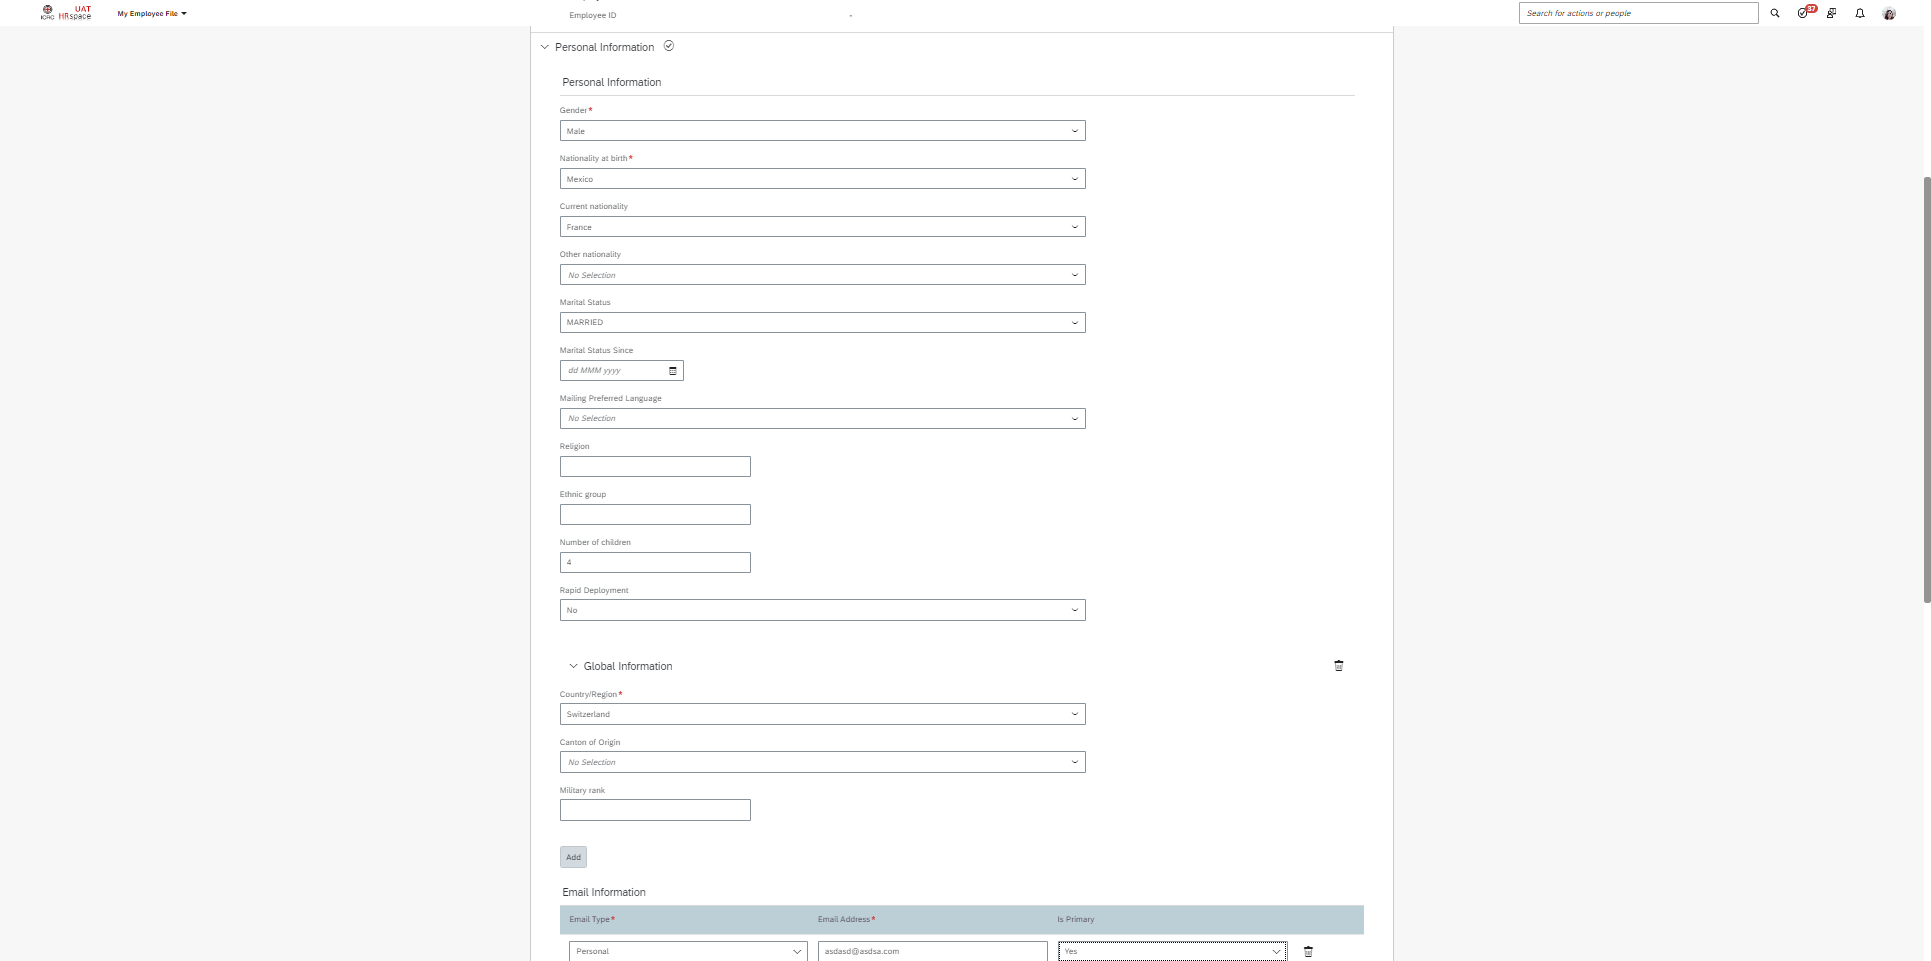 ICRC
UAT
HRspace
My Employee File
Search for actions or people
37
Employee ID
-
Personal Information
Personal Information
Gender*
Male
Nationality at birth*
Mexico
Current nationality
France
Other nationality
No Selection
Marital Status
MARRIED
Marital Status Since
dd MMM yyyy
Mailing Preferred Language
No Selection
Religion
Ethnic group
Number of children
4
Rapid Deployment
No
Global Information
Country/Region*
Switzerland
Canton of Origin
No Selection
Military rank
Add
Email Information
Email Type* Email Address* Is Primary
Personal asdasd@asdsa.com Yes